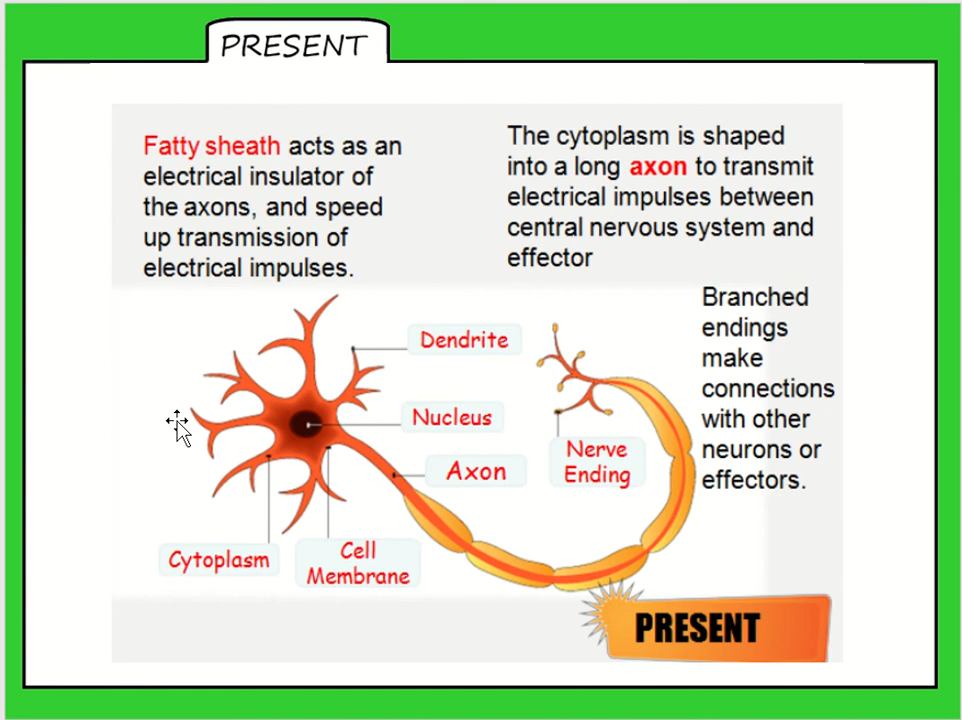 PRESENT
Fatty sheath acts as an
electrical insulator of
the axons, and speed
up transmission of
electrical impulses.
The cytoplasm is shaped
into a long axon to transmit
electrical impulses between
central nervous system and
effector
Branched
endings
make
connections
with other
neurons or
effectors.
Dendrite
Nucleus
Axon
Nerve
Ending
Cytoplasm
Cell
Membrane
PRESENT